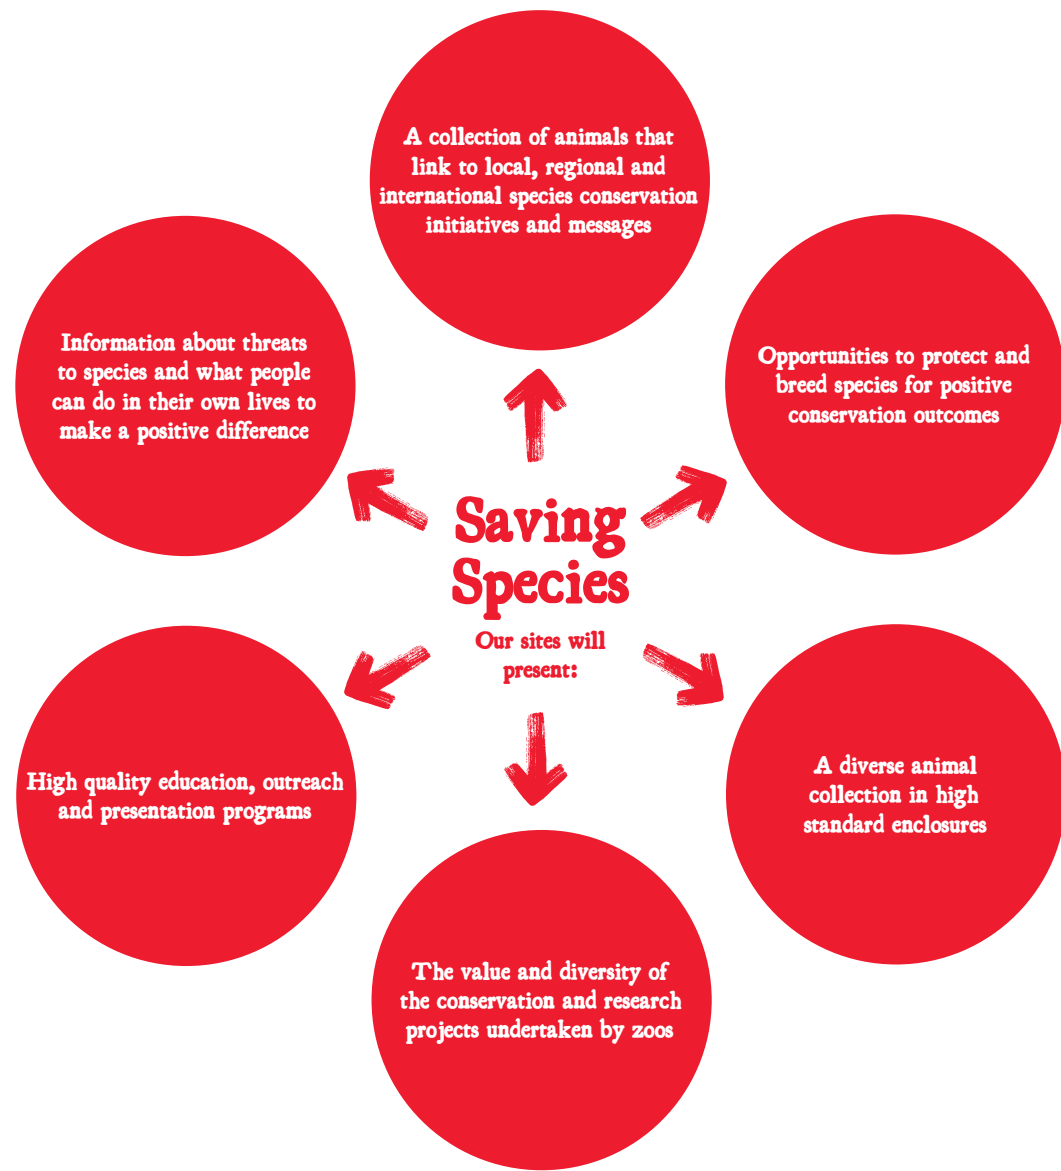 A collection of animals that
link to local, regional and
international species conservation
initiatives and messages
Information about threats
to species and what people
can do in their own lives to
make a positive difference
Opportunities to protect and
breed species for positive
conservation outcomes
Saving
Species
Our sites will
present:
High quality education, outreach
and presentation programs
A diverse animal
collection in high
standard enclosures
The value and diversity of
the conservation and research
projects undertaken by zoos